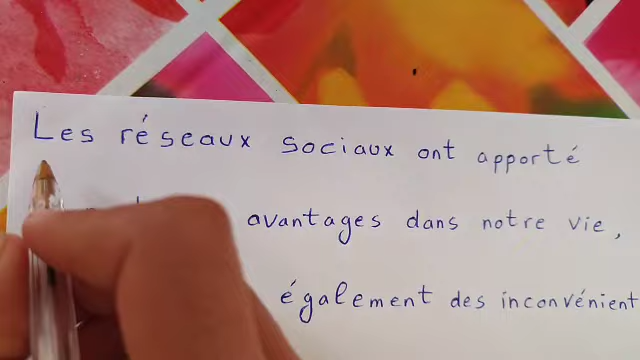 Les réseaux sociaux ont apporté
avantages dans notre vie,
également des inconvénient